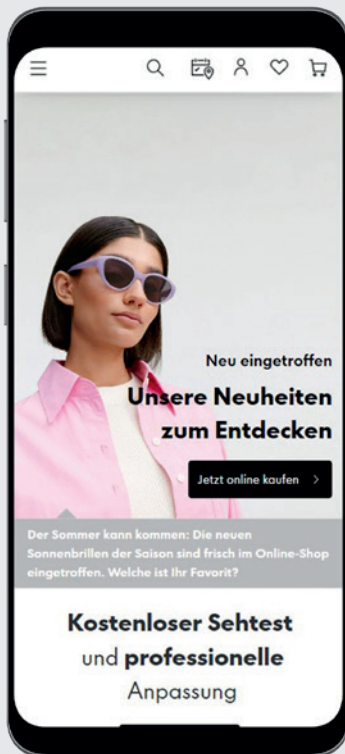 Neu eingetroffen
Unsere Neuheiten
zum Entdecken
Jetzt online kaufen
Der Sommer kann kommen: Die neuen
Sonnenbrillen der Saison sind frisch im Online-Shop
eingetroffen. Welche ist Ihr Favorit?
Kostenloser Sehtest
und professionelle
Anpassung